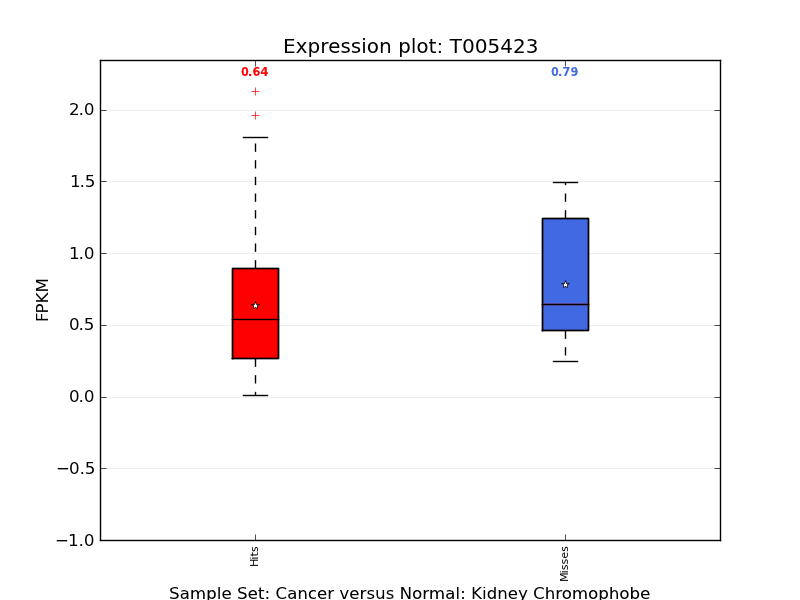 Expression plot: T005423
0.64
0.79
2.0
1.5
1.0
0.5
0.0
−0.5
−1.0
FPKM
Hits
Misses
Sample Set: Cancer versus Normal: Kidney Chromophobe